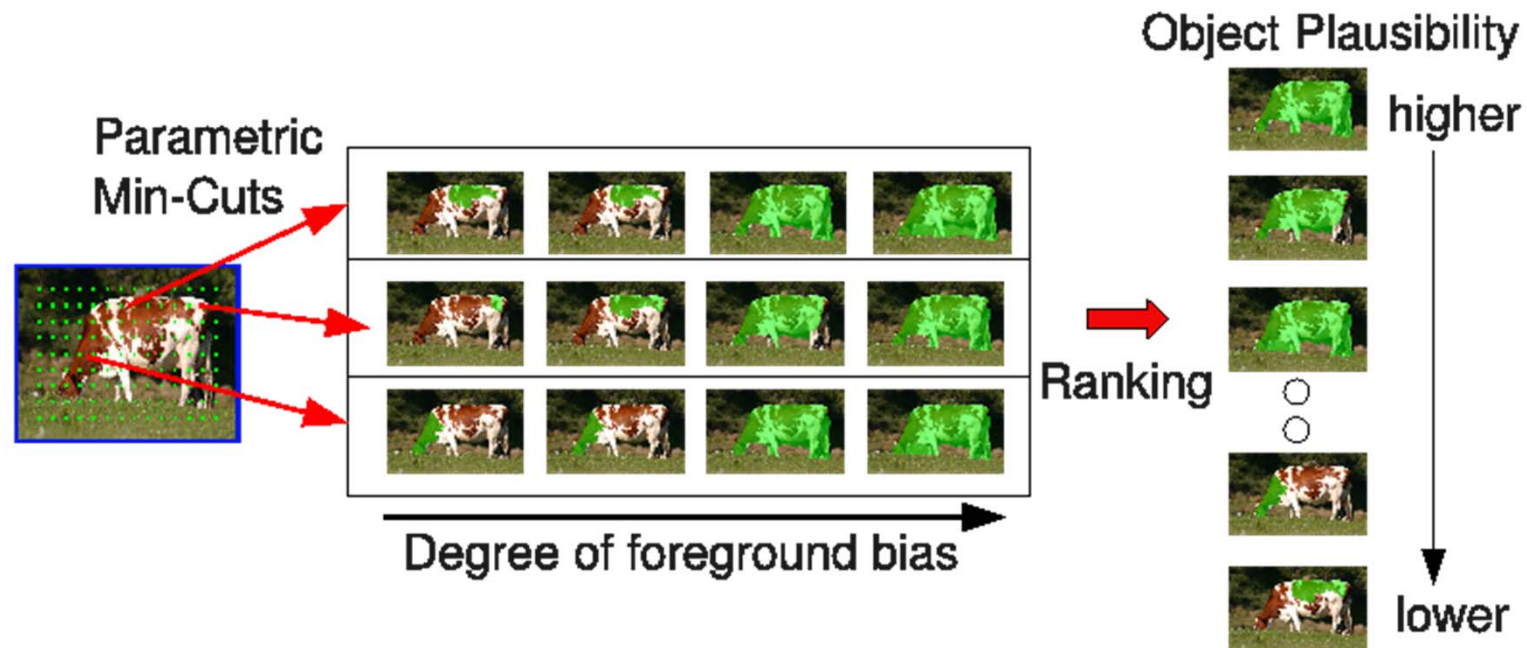 Object Plausibility
higher
Parametric
Min-Cuts
Ranking
Degree of foreground bias
lower